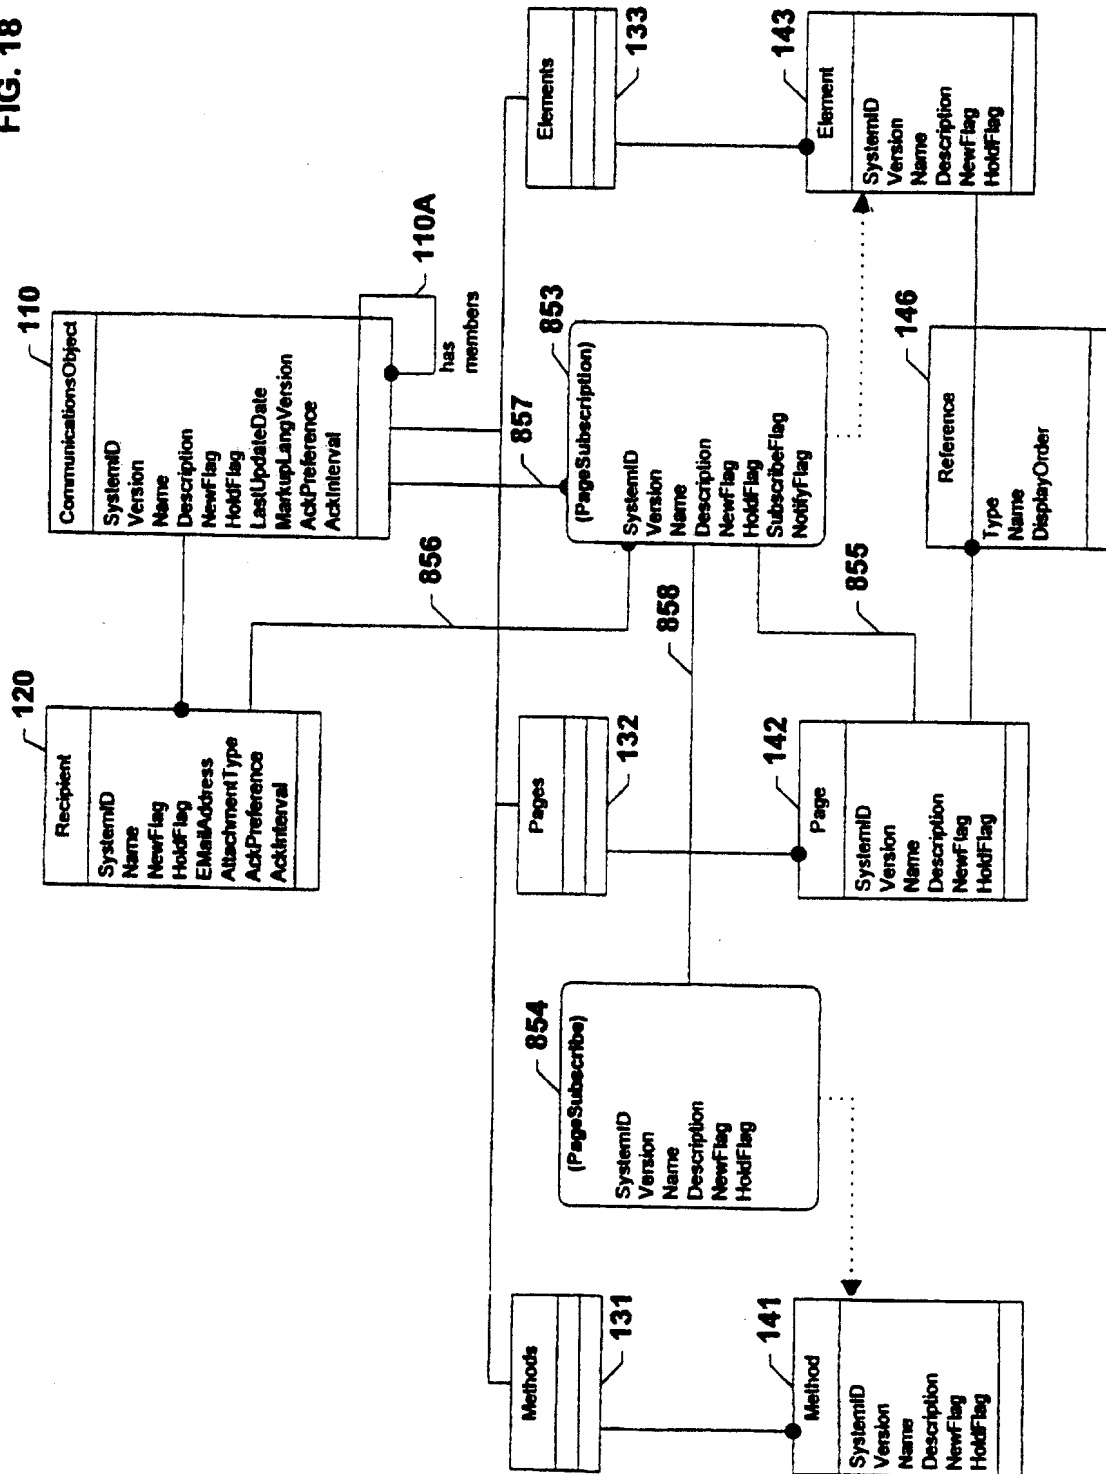 FIG. 18
110
CommunicationsObject
SystemID
Version
Name
Description
NewFlag
HoldFlag
LastUpdateDate
MarkupLangVersion
AckPreference
AckInterval
110A
has
members
120
Recipient
SystemID
Name
NewFlag
HoldFlag
EMailAddress
AttachmentType
AckPreference
AckInterval
856
857
Methods
131
Pages
132
Elements
133
854
(PageSubscribe)
SystemID
Version
Name
Description
NewFlag
HoldFlag
858
853
(PageSubscription)
SystemID
Version
Name
Description
NewFlag
HoldFlag
SubscribeFlag
NotifyFlag
855
141
Method
SystemID
Version
Name
Description
NewFlag
HoldFlag
142
Page
SystemID
Version
Name
Description
NewFlag
HoldFlag
146
Reference
Type
Name
DisplayOrder
143
Element
SystemID
Version
Name
Description
NewFlag
HoldFlag